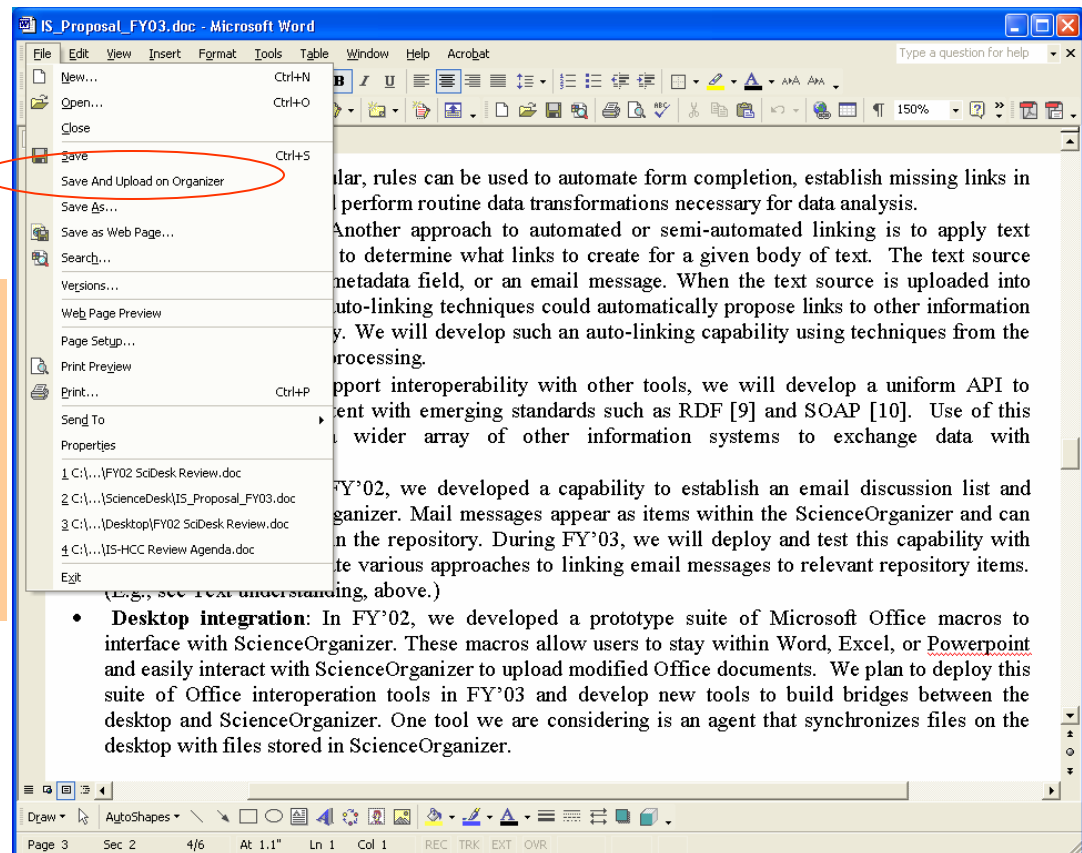 IS_Proposal_FY03.doc - Microsoft Word
File Edit View Insert Format Tools Table Window Help Acrobat Type a question for help
New... Ctrl+N
Open... Ctrl+O
Close
Save Ctrl+S
Save And Upload on Organizer
Save As...
Save as Web Page...
Search...
Versions...
Web Page Preview
Page Setup...
Print Preview
Print... Ctrl+P
Send To
Properties
1 C:\...\FY02 SciDesk Review.doc
2 C:\...\ScienceDesk\IS_Proposal_FY03.doc
3 C:\...\Desktop\FY02 SciDesk Review.doc
4 C:\...\IS-HCC Review Agenda.doc
Exit
B I U
150%
lar, rules can be used to automate form completion, establish missing links in
perform routine data transformations necessary for data analysis.
Another approach to automated or semi-automated linking is to apply text
to determine what links to create for a given body of text. The text source
metadata field, or an email message. When the text source is uploaded into
uto-linking techniques could automatically propose links to other information
y. We will develop such an auto-linking capability using techniques from the
rocessing.
pport interoperability with other tools, we will develop a uniform API to
tent with emerging standards such as RDF [9] and SOAP [10]. Use of this
wider array of other information systems to exchange data with
FY'02, we developed a capability to establish an email discussion list and
ganizer. Mail messages appear as items within the ScienceOrganizer and can
n the repository. During FY'03, we will deploy and test this capability with
te various approaches to linking email messages to relevant repository items.
(E.g., see Text understanding, above.)
• Desktop integration: In FY'02, we developed a prototype suite of Microsoft Office macros to
interface with ScienceOrganizer. These macros allow users to stay within Word, Excel, or Powerpoint
and easily interact with ScienceOrganizer to upload modified Office documents. We plan to deploy this
suite of Office interoperation tools in FY'03 and develop new tools to build bridges between the
desktop and ScienceOrganizer. One tool we are considering is an agent that synchronizes files on the
desktop with files stored in ScienceOrganizer.
Draw AutoShapes
Page 3 Sec 2 4/6 At 1.1" Ln 1 Col 1 REC TRK EXT OVR